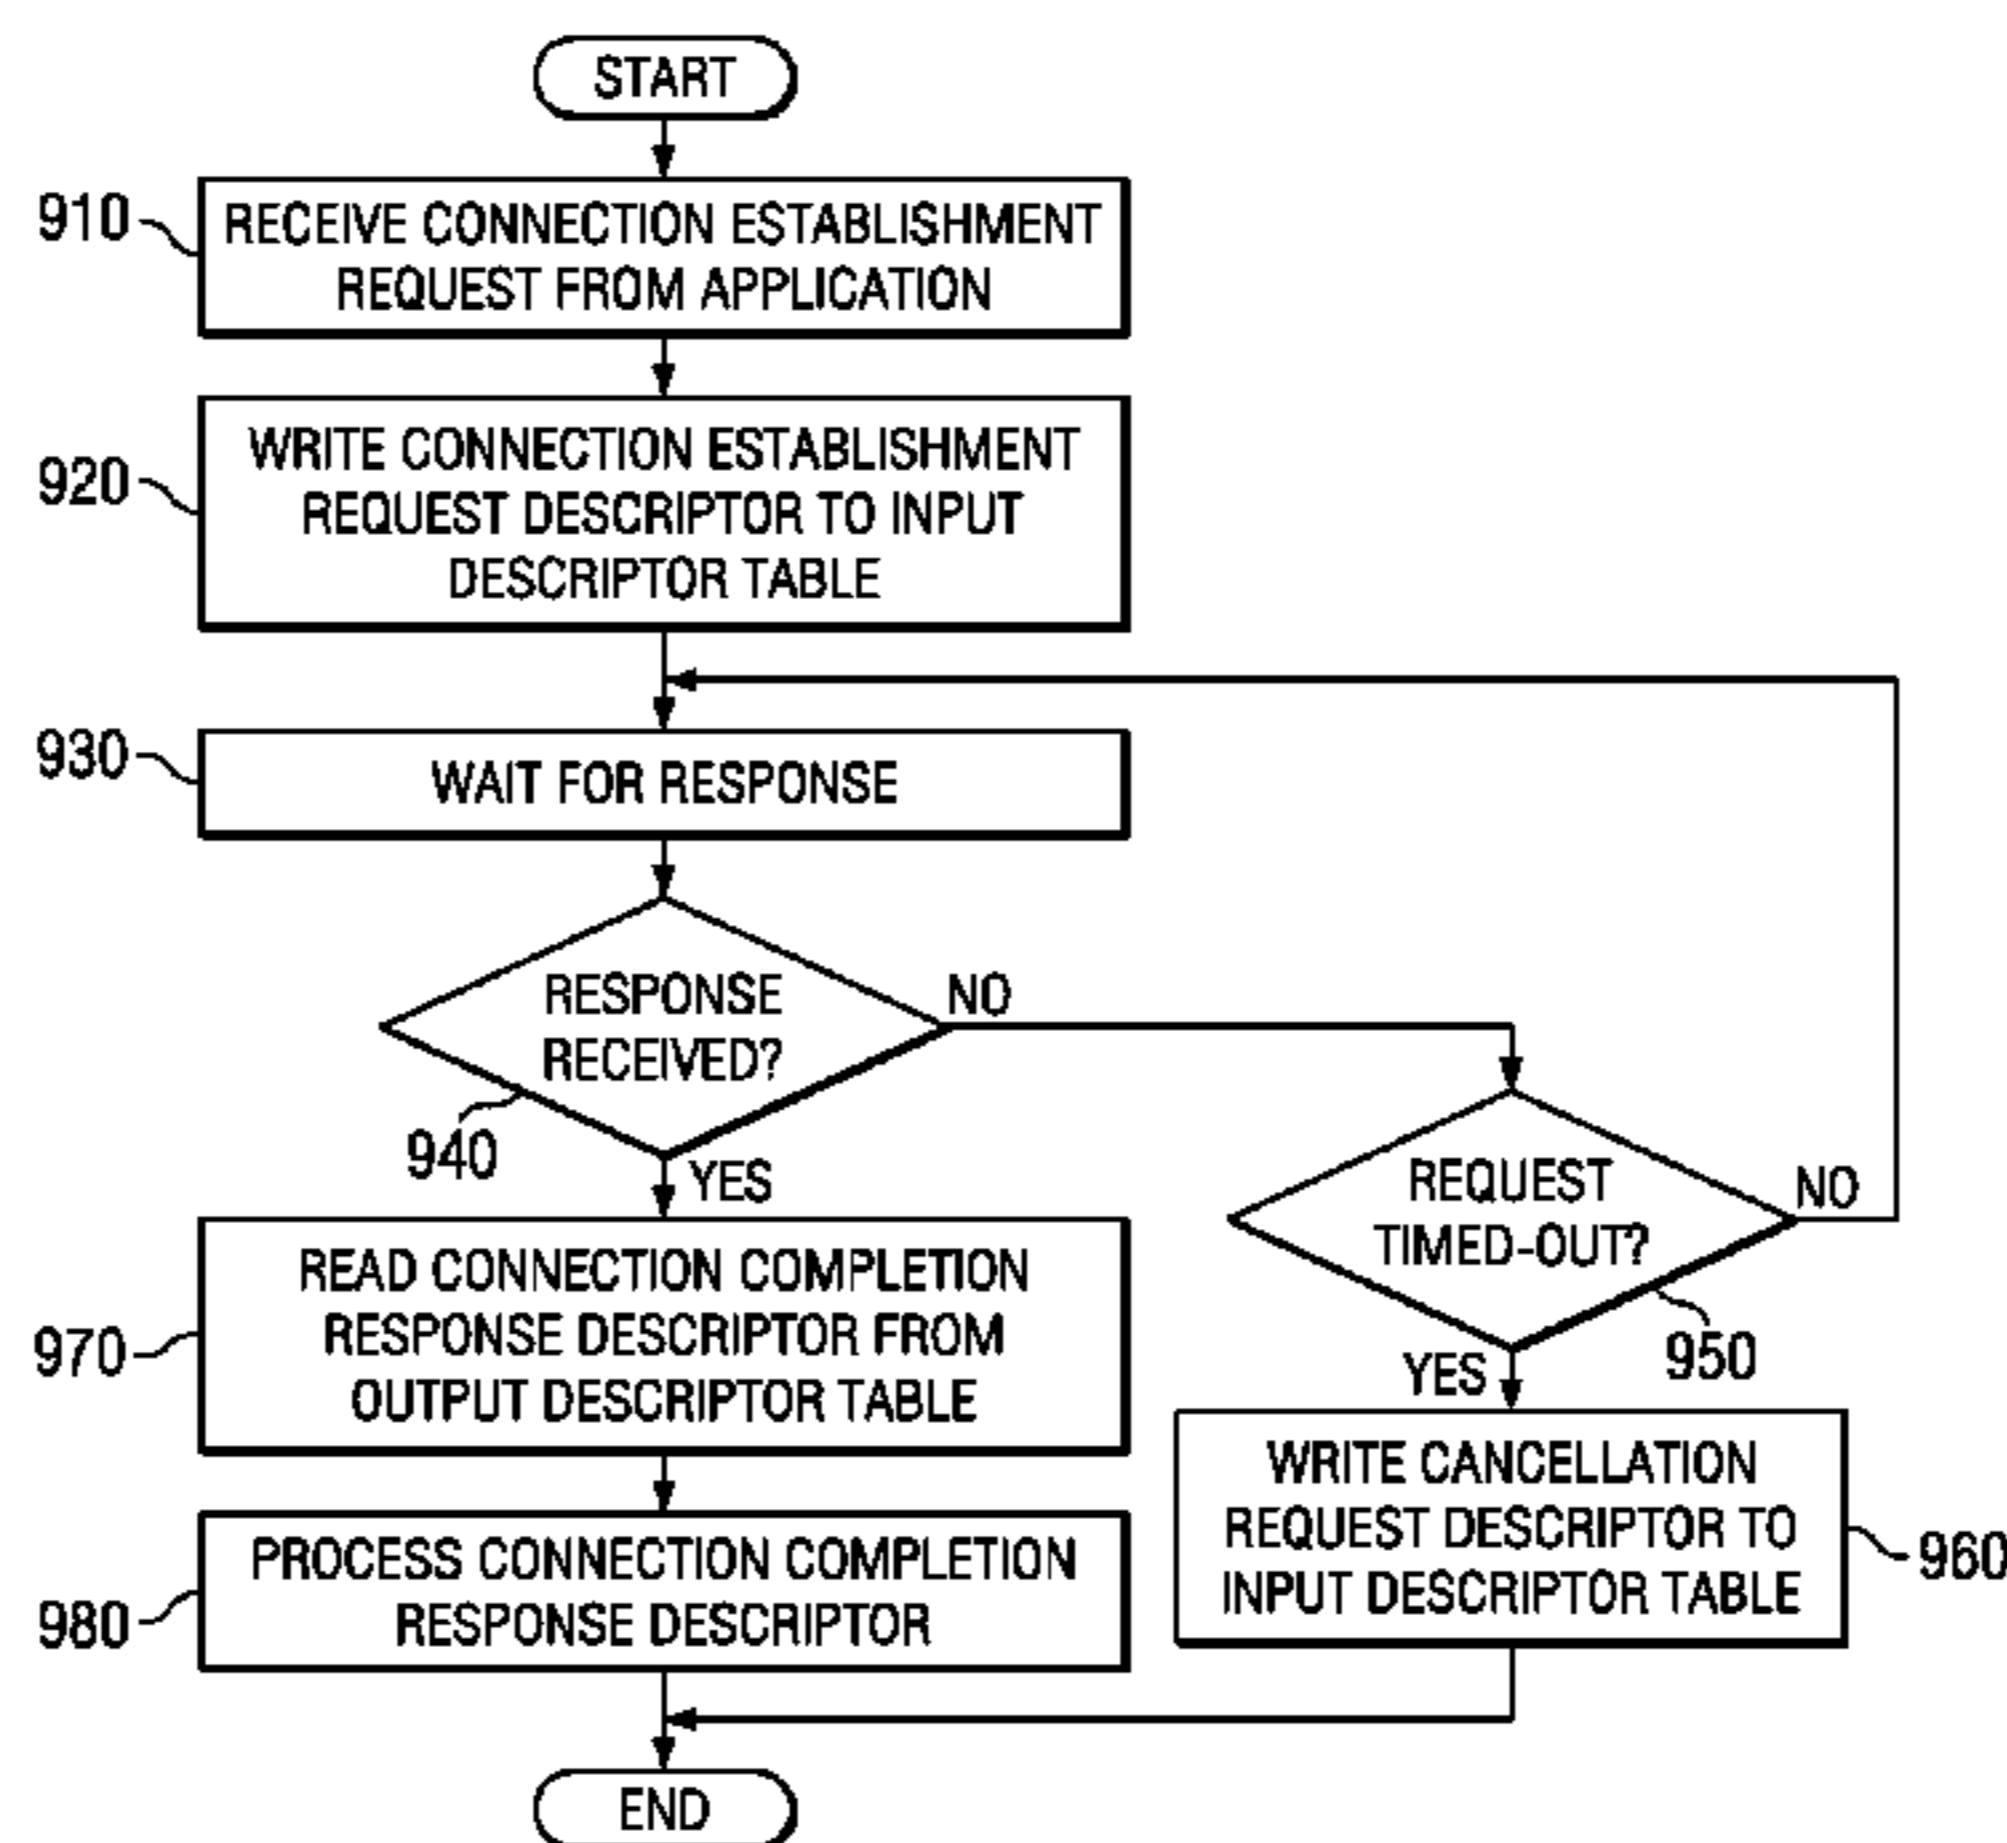 START
910
RECEIVE CONNECTION ESTABLISHMENT
REQUEST FROM APPLICATION
920
WRITE CONNECTION ESTABLISHMENT
REQUEST DESCRIPTOR TO INPUT
DESCRIPTOR TABLE
930
WAIT FOR RESPONSE
RESPONSE
RECEIVED?
NO
940
YES
REQUEST
TIMED-OUT?
NO
950
YES
970
READ CONNECTION COMPLETION
RESPONSE DESCRIPTOR FROM
OUTPUT DESCRIPTOR TABLE
WRITE CANCELLATION
REQUEST DESCRIPTOR TO
INPUT DESCRIPTOR TABLE
960
980
PROCESS CONNECTION COMPLETION
RESPONSE DESCRIPTOR
END